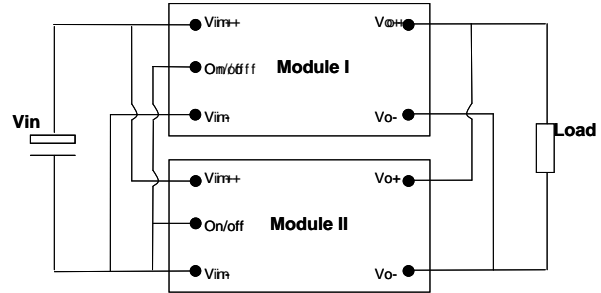 Vin+
Vo+
On/off
Module I
Vin-
Vo-
Vin
Load
Vin+
Vo+
On/off
Module II
Vin-
Vo-